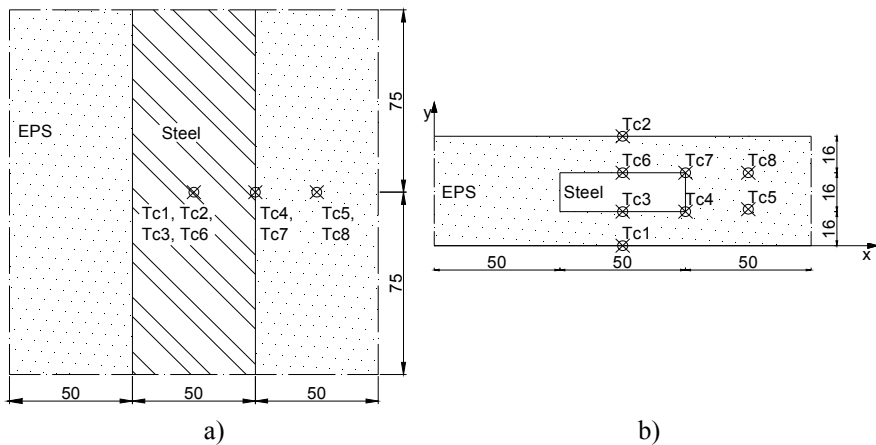 EPS
Steel
75
Tc1, Tc2,
Tc3, Tc6
Tc4,
Tc7
Tc5,
Tc8
75
50
50
50
a)
y
Tc2
Tc6
Tc7
Tc8
16
EPS
Steel
16
Tc3
Tc4
Tc5
16
Tc1
x
50
50
50
b)